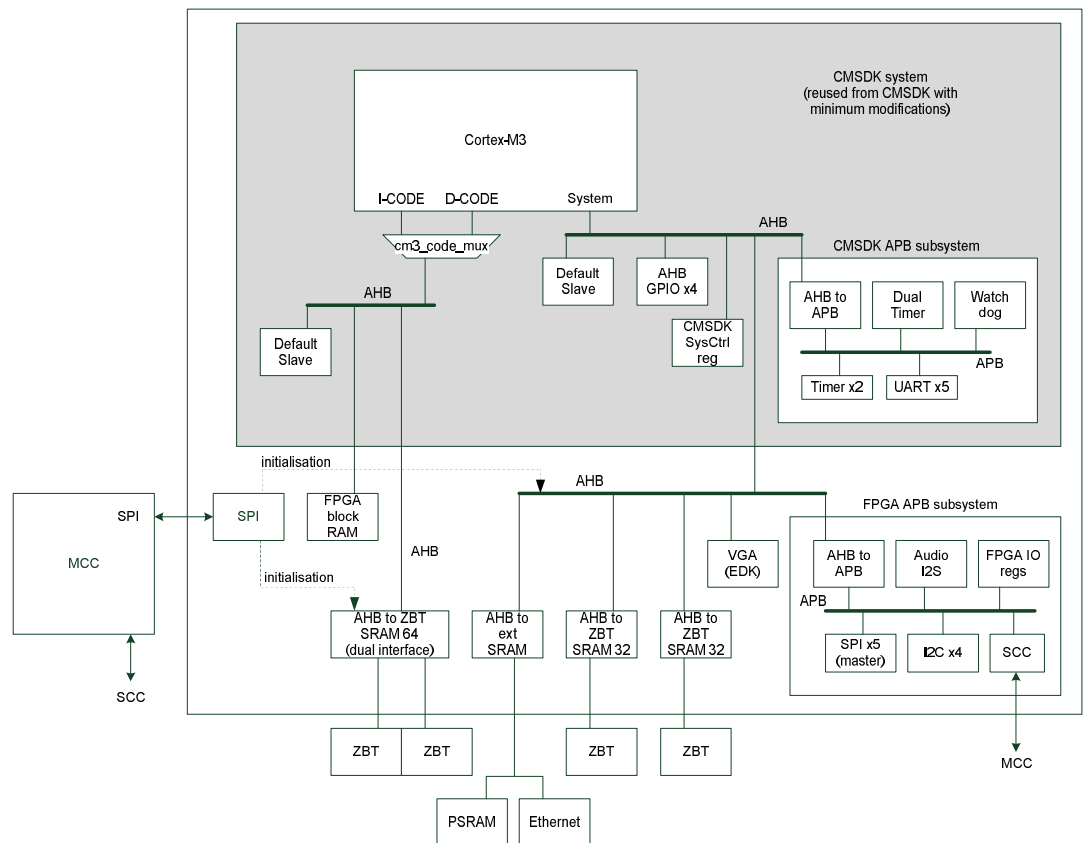 CMSDK system
(reused from CMSDK with
minimum modifications)
Cortex-M3
I-CODE
D-CODE
System
cm3_code_mux
AHB
AHB
CMSDK APB subsystem
Default
Slave
AHB
GPIO x4
CMSDK
SysCtrl
reg
AHB to
APB
Dual
Timer
Watch
dog
APB
Timer x2
UART x5
Default
Slave
initialisation
AHB
FPGA APB subsystem
MCC
SPI
SPI
FPGA
block
RAM
AHB
initialisation
VGA
(EDK)
AHB to
APB
Audio
I2S
FPGA IO
regs
APB
SPI x5
(master)
I2C x4
SCC
AHB to ZBT
SRAM 64
(dual interface)
AHB to
ext
SRAM
AHB to
ZBT
SRAM 32
AHB to
ZBT
SRAM 32
SCC
ZBT
ZBT
ZBT
ZBT
MCC
PSRAM
Ethernet